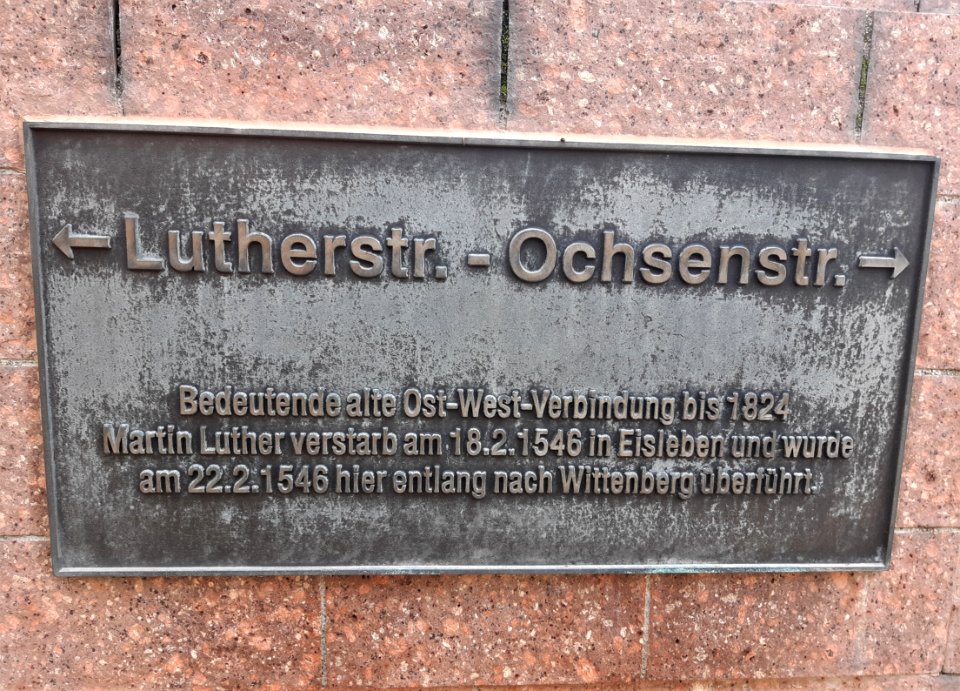 ← Lutherstr. - Ochsenstr. →
Bedeutende alte Ost-West-Verbindung bis 1824
Martin Luther verstarb am 18.2.1546 in Eisleben und wurde
am 22.2.1546 hier entlang nach Wittenberg überführt.